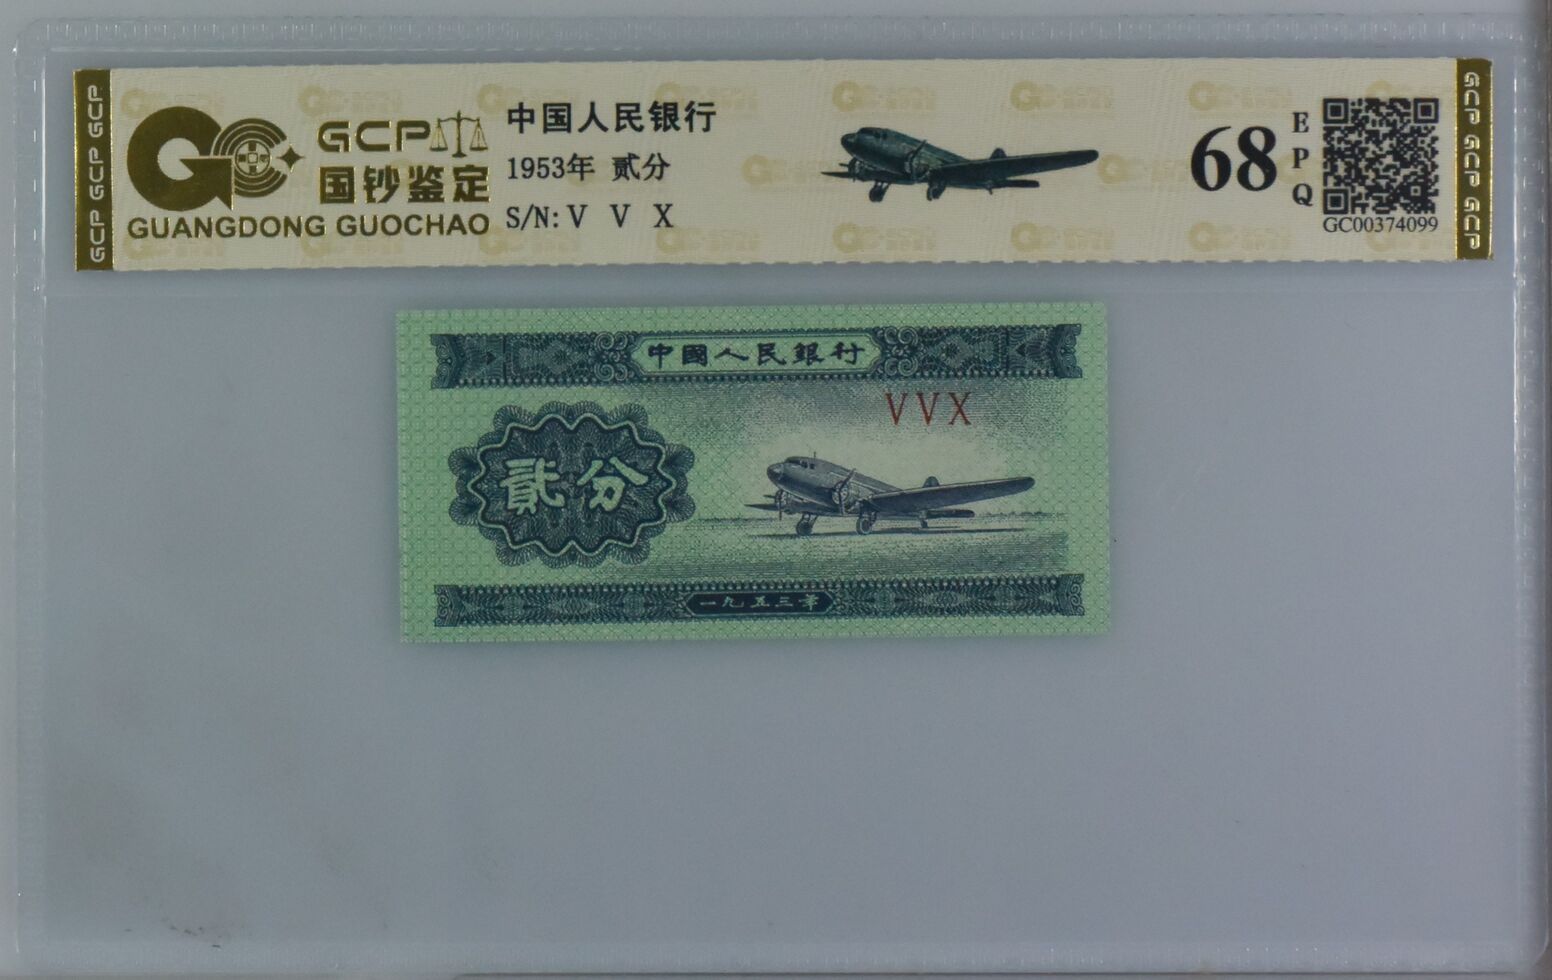 GCP GCP GCP
GCP
国钞鉴定
GUANGDONG GUOCHAO
中国人民银行
1953年 贰分
S/N: V V X
68
E
P
Q
GC00374099
GCP GCP GCP
中國人民銀行
VVX
貳分
一九五三年